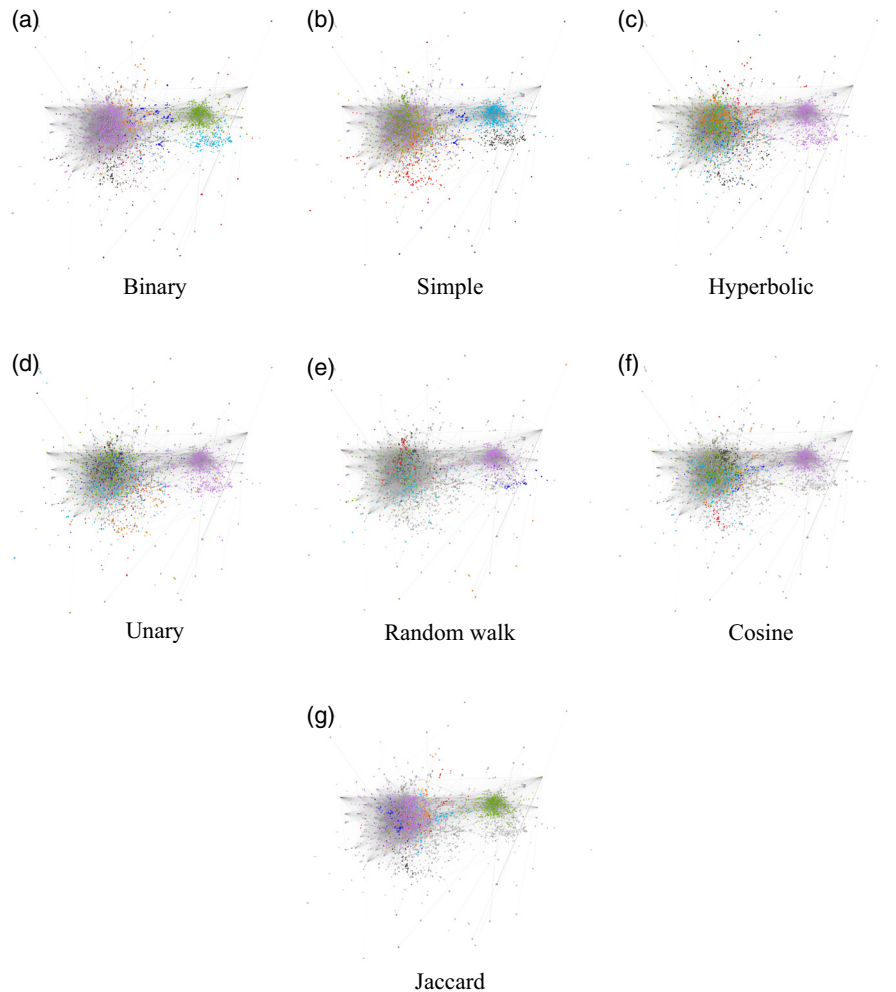 (a) (b) (c)
Binary Simple Hyperbolic
(d) (e) (f)
Unary Random walk Cosine
(g)
Jaccard